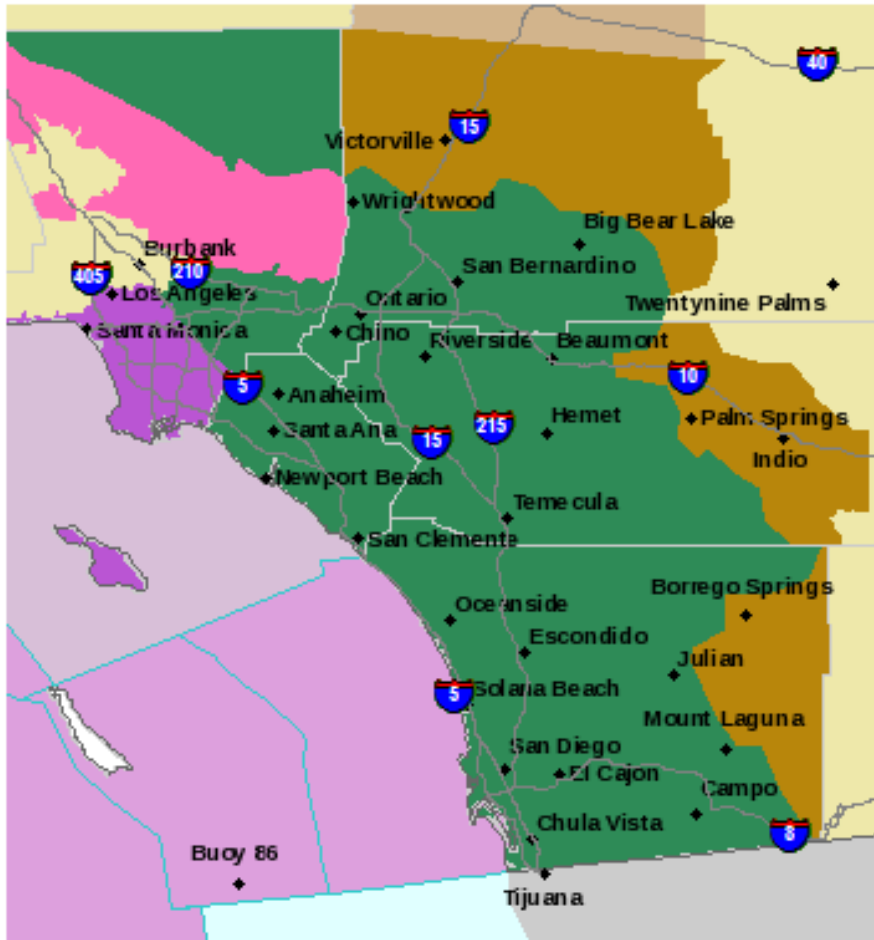 40
15
Victorville
Wrightwood
Big Bear Lake
Burbank
405
210
San Bernardino
Los Angeles
Ontario
Twentynine Palms
Santa Monica
Chino
Riverside
Beaumont
5
10
Anaheim
Palm Springs
Hemet
215
15
Santa Ana
Indio
Newport Beach
Temecula
San Clemente
Borrego Springs
Oceanside
Escondido
Julian
5
Solana Beach
Mount Laguna
San Diego
El Cajon
Campo
Chula Vista
8
Buoy 86
Tijuana